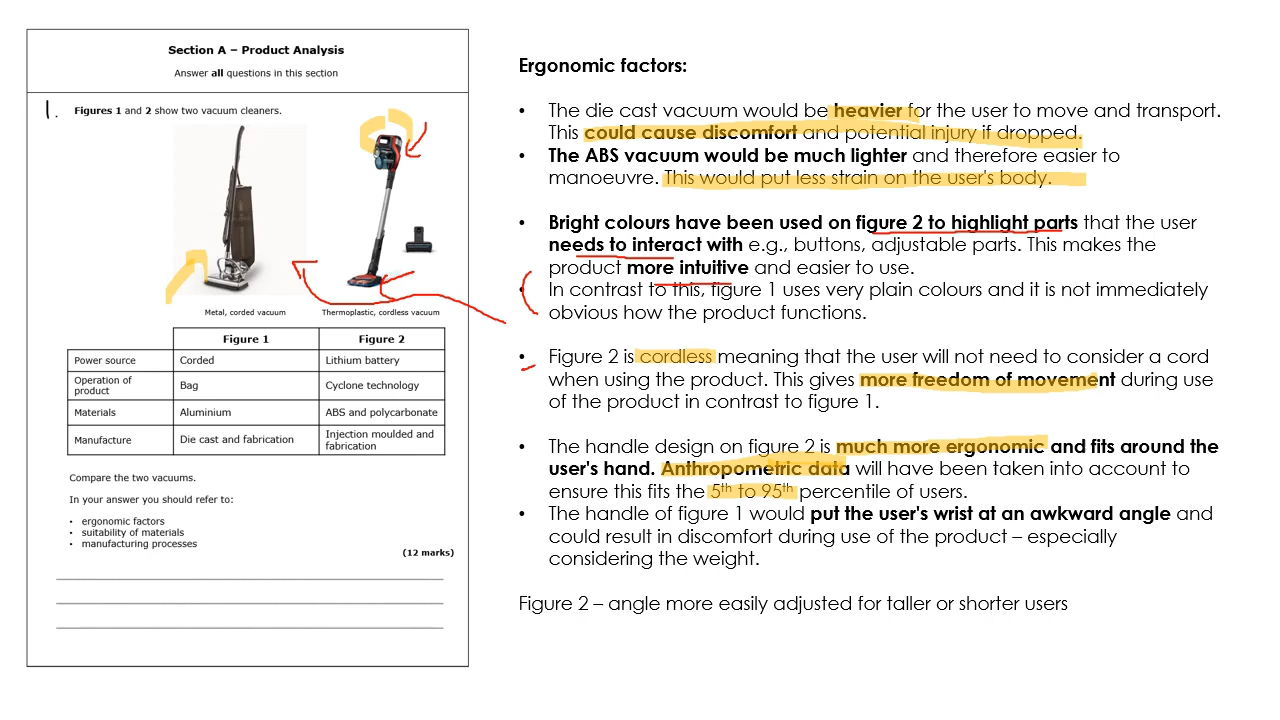 Section A – Product Analysis
Answer all questions in this section
1.
Figures 1 and 2 show two vacuum cleaners.
Metal, corded vacuum
Thermoplastic, cordless vacuum
Figure 1 Figure 2
Power source Corded Lithium battery
Operation of product Bag Cyclone technology
Materials Aluminium ABS and polycarbonate
Manufacture Die cast and fabrication Injection moulded and fabrication
Compare the two vacuums.
In your answer you should refer to:
• ergonomic factors
• suitability of materials
• manufacturing processes
(12 marks)
Ergonomic factors:
• The die cast vacuum would be heavier for the user to move and transport.
This could cause discomfort and potential injury if dropped.
• The ABS vacuum would be much lighter and therefore easier to
manoeuvre. This would put less strain on the user's body.
• Bright colours have been used on figure 2 to highlight parts that the user
needs to interact with e.g., buttons, adjustable parts. This makes the
product more intuitive and easier to use.
• In contrast to this, figure 1 uses very plain colours and it is not immediately
obvious how the product functions.
• Figure 2 is cordless meaning that the user will not need to consider a cord
when using the product. This gives more freedom of movement during use
of the product in contrast to figure 1.
• The handle design on figure 2 is much more ergonomic and fits around the
user's hand. Anthropometric data will have been taken into account to
ensure this fits the 5th to 95th percentile of users.
• The handle of figure 1 would put the user's wrist at an awkward angle and
could result in discomfort during use of the product – especially
considering the weight.
Figure 2 – angle more easily adjusted for taller or shorter users